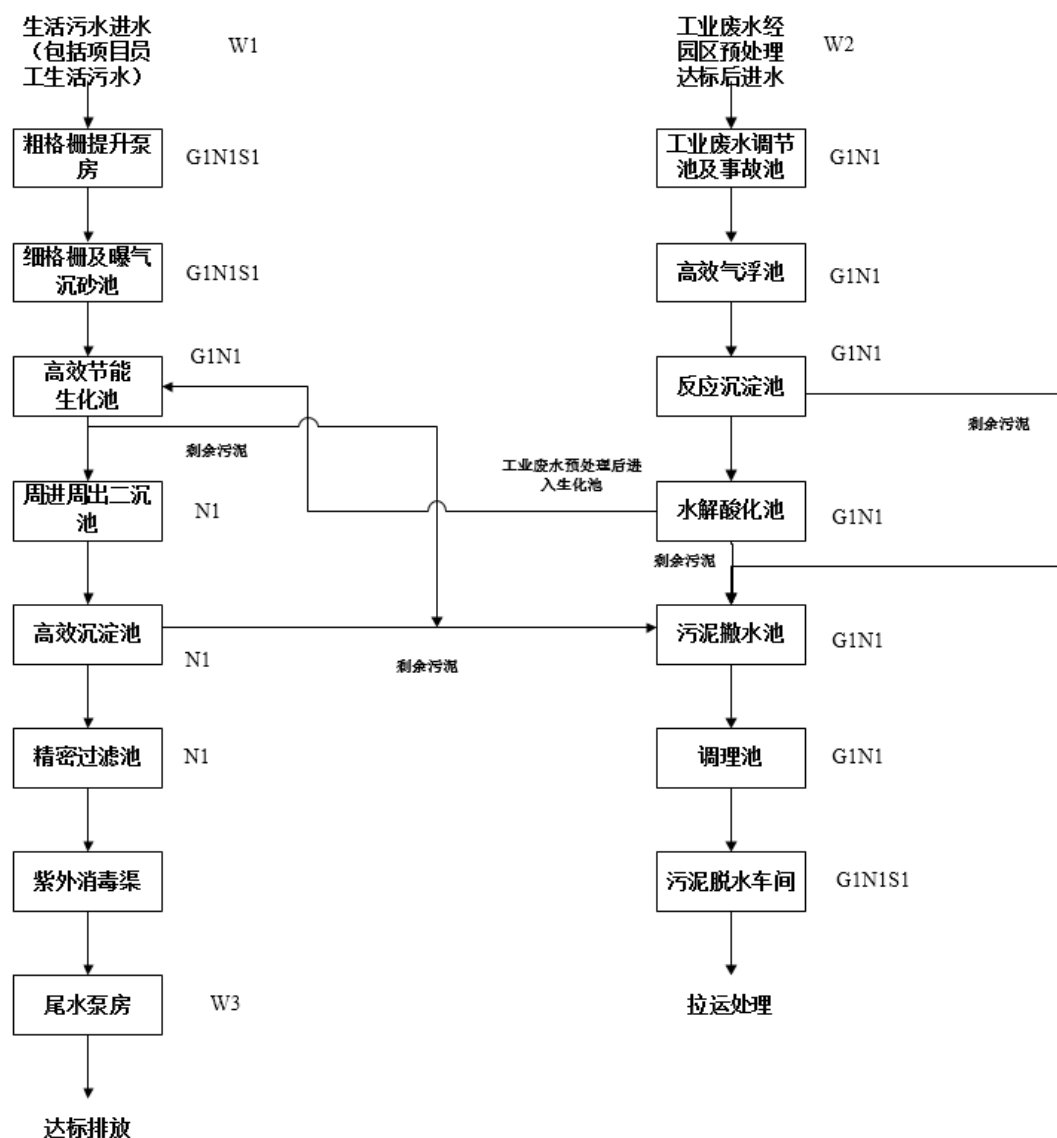 生活污水进水
（包括项目员
工生活污水）
W1
粗格栅提升泵
房
G1N1S1
细格栅及曝气
沉砂池
G1N1S1
高效节能
生化池
G1N1
剩余污泥
周进周出二沉
池
N1
高效沉淀池
N1
剩余污泥
精密过滤池
N1
紫外消毒渠
尾水泵房
W3
达标排放
工业废水经
园区预处理
达标后进水
W2
工业废水调节
池及事故池
G1N1
高效气浮池
G1N1
反应沉淀池
G1N1
剩余污泥
工业废水预处理后进
入生化池
水解酸化池
G1N1
剩余污泥
污泥撇水池
G1N1
调理池
G1N1
污泥脱水车间
G1N1S1
拉运处理